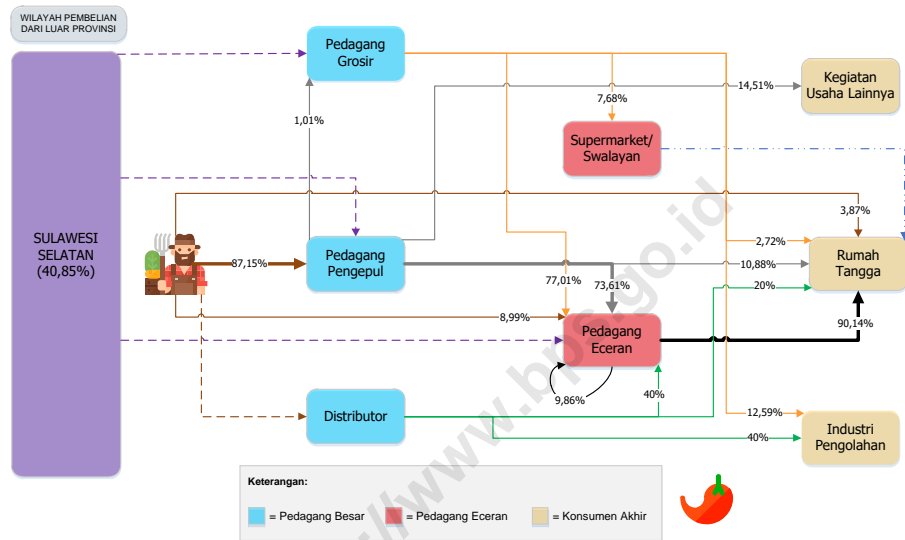 WILAYAH PEMBELIAN
DARI LUAR PROVINSI
SULAWESI
SELATAN
(40,85%)
Pedagang
Grosir
1,01%
7,68%
14,51%
Kegiatan
Usaha Lainnya
Supermarket/
Swalayan
3,87%
2,72%
87,15%
Pedagang
Pengepul
77,01%
73,61%
10,88%
20%
Rumah
Tangga
8,99%
Pedagang
Eceran
90,14%
9,86%
40%
Distributor
12,59%
40%
Industri
Pengolahan
Keterangan:
= Pedagang Besar
= Pedagang Eceran
= Konsumen Akhir
://www.bps.go.id